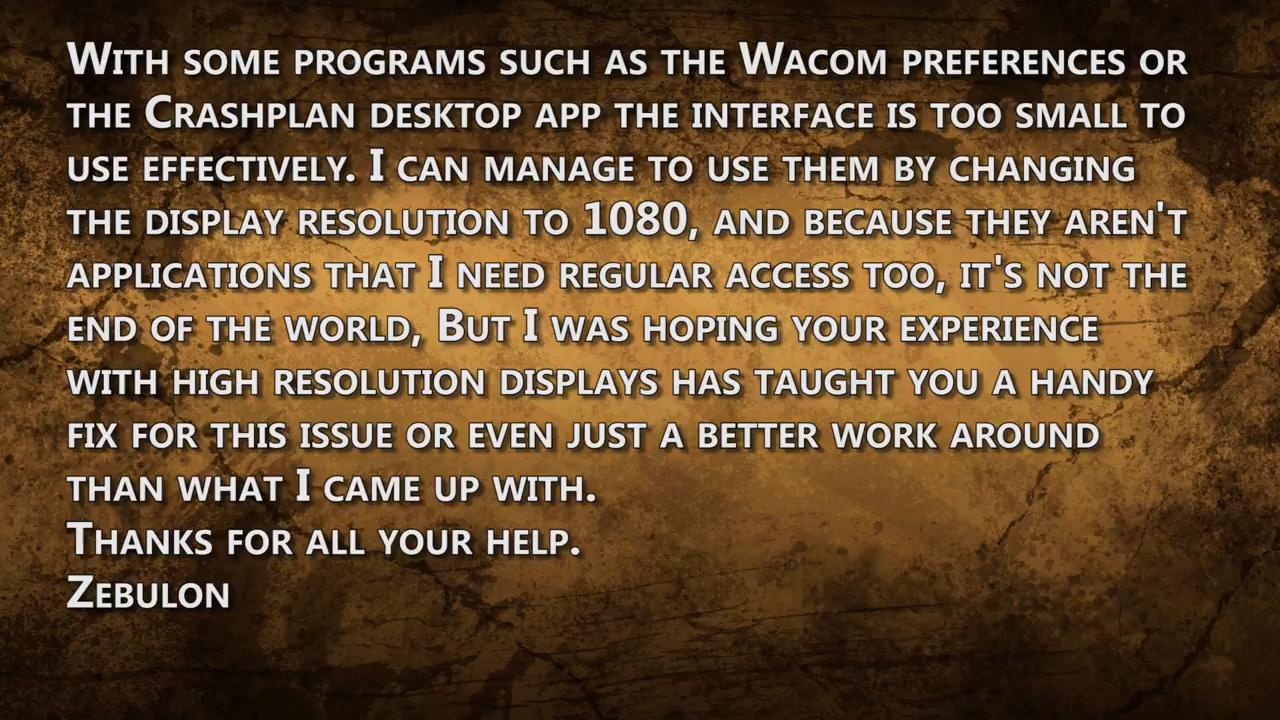 With some programs such as the Wacom preferences or
the Crashplan desktop app the interface is too small to
use effectively. I can manage to use them by changing
the display resolution to 1080, and because they aren't
applications that I need regular access too, it's not the
end of the world, But I was hoping your experience
with high resolution displays has taught you a handy
fix for this issue or even just a better work around
than what I came up with.
Thanks for all your help.
Zebulon